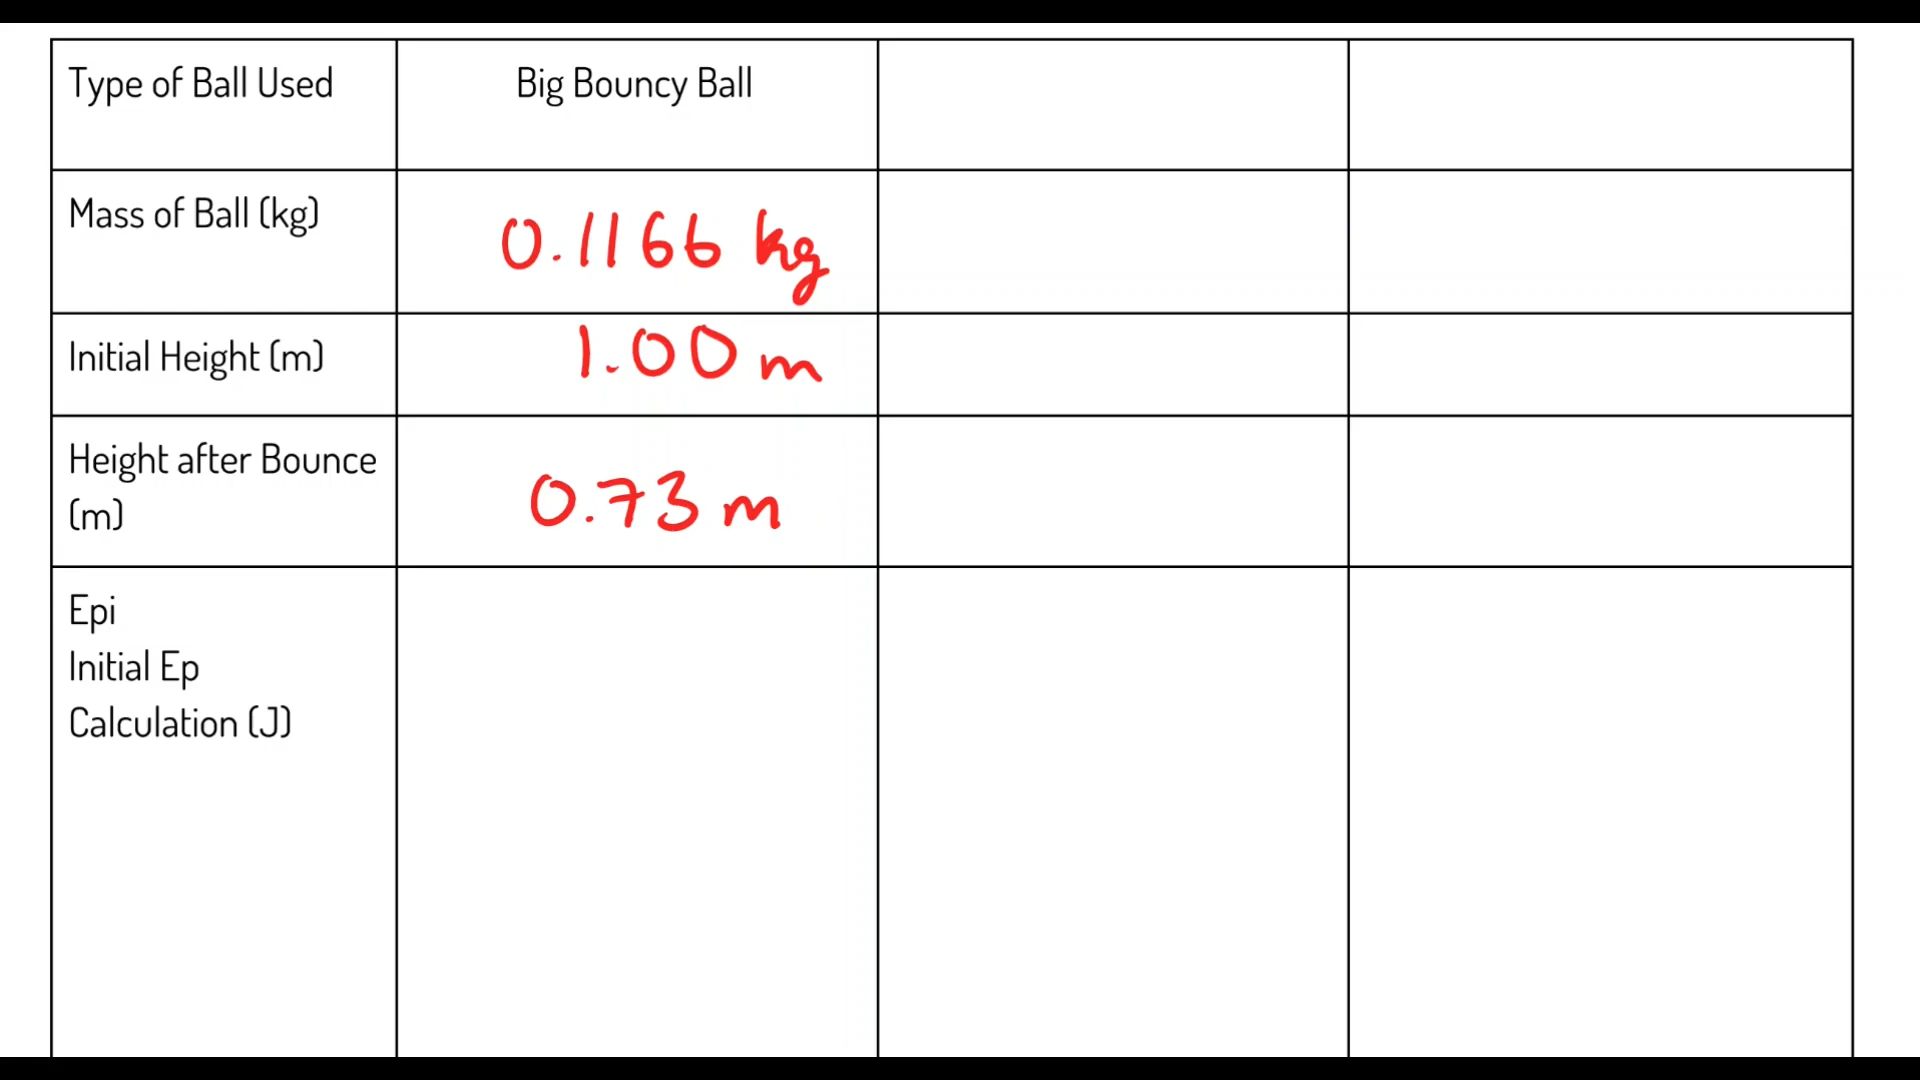 Type of Ball Used
Big Bouncy Ball
Mass of Ball (kg)
0.1166 kg
Initial Height (m)
1.00 m
Height after Bounce
(m)
0.73 m
Epi
Initial Ep
Calculation (J)